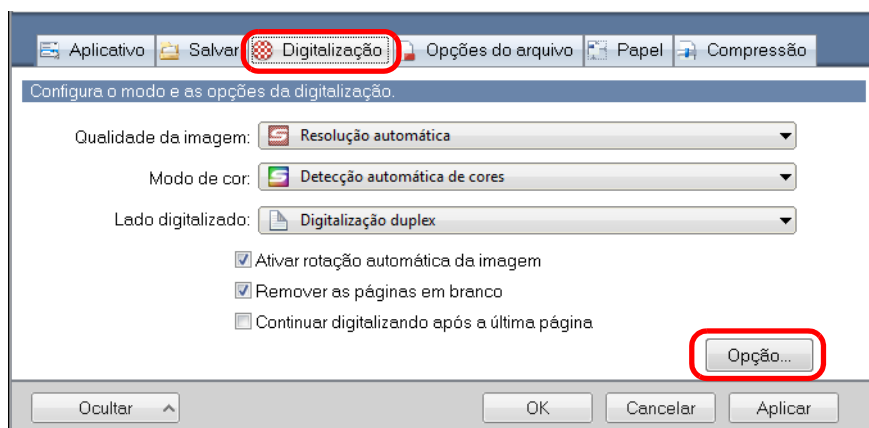 Aplicativo Salvar Digitalização Opções do arquivo Papel Compressão
Configura o modo e as opções da digitalização.
Qualidade da imagem: Resolução automática
Modo de cor: Detecção automática de cores
Lado digitalizado: Digitalização duplex
Ativar rotação automática da imagem
Remover as páginas em branco
Continuar digitalizando após a última página
Opção...
Ocultar OK Cancelar Aplicar